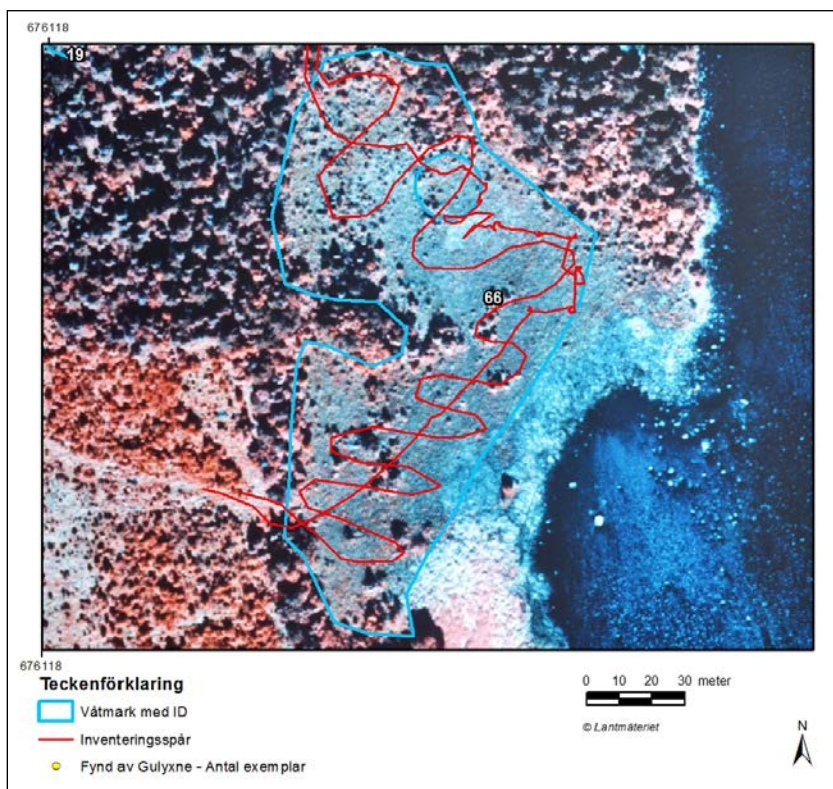 676118
19
66
676118
Teckenförklaring
Våtmark med ID
Inventeringsspår
Fynd av Gulyxne - Antal exemplar
0 10 20 30 meter
© Lantmäteriet
N